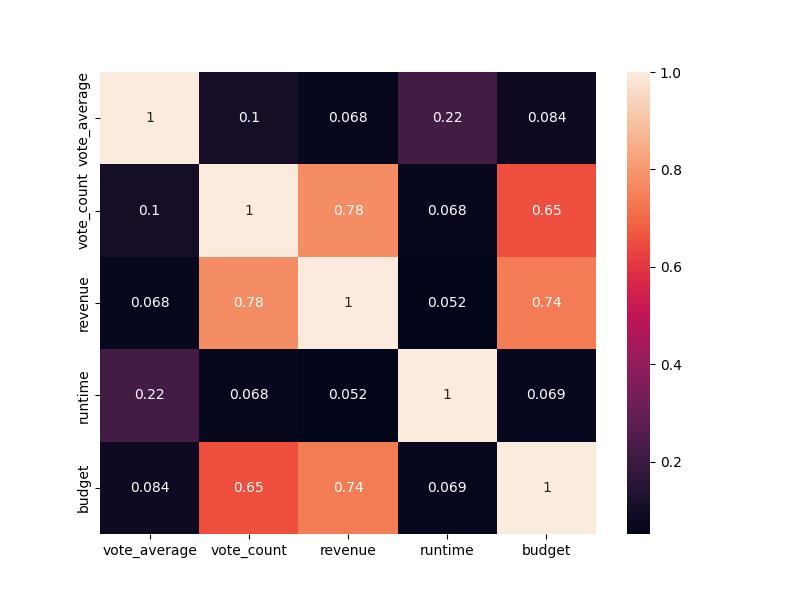 vote_average 1 0.1 0.068 0.22 0.084
vote_count 0.1 1 0.78 0.068 0.65
revenue 0.068 0.78 1 0.052 0.74
runtime 0.22 0.068 0.052 1 0.069
budget 0.084 0.65 0.74 0.069 1
vote_average vote_count revenue runtime budget
1.0
0.8
0.6
0.4
0.2